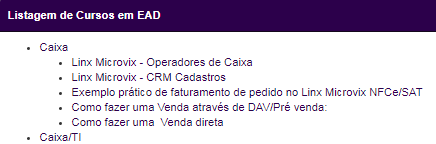 Listagem de Cursos em EAD
Caixa
Linx Microvix - Operadores de Caixa
Linx Microvix - CRM Cadastros
Exemplo prático de faturamento de pedido no Linx Microvix NFCe/SAT
Como fazer uma Venda através de DAV/Pré venda:
Como fazer uma  Venda direta
Caixa/TI